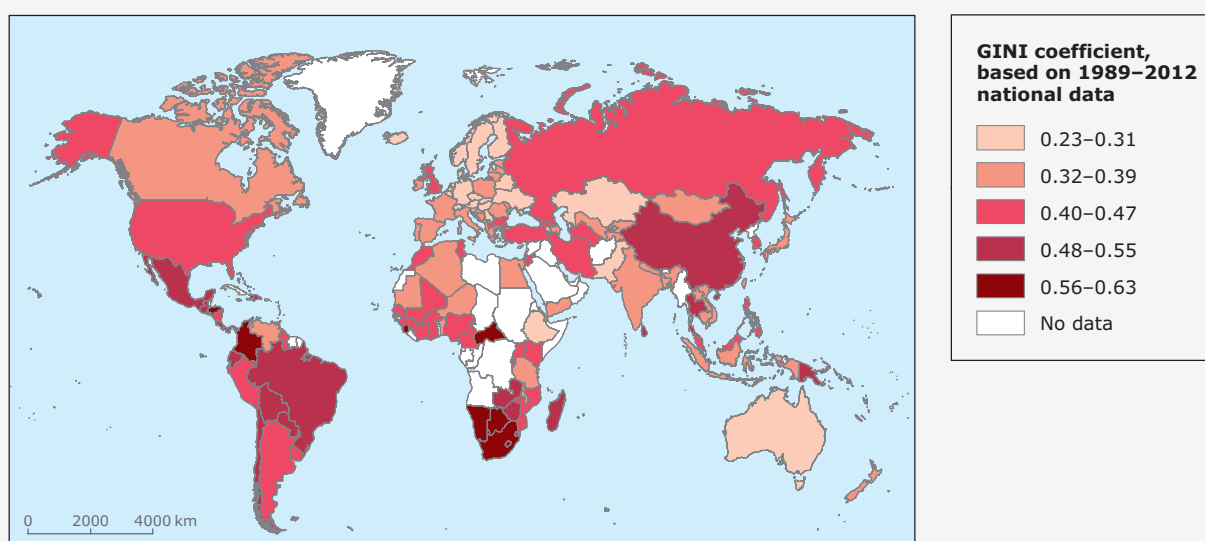 GINI coefficient,
based on 1989–2012
national data
0.23–0.31
0.32–0.39
0.40–0.47
0.48–0.55
0.56–0.63
No data
0 2000 4000 km